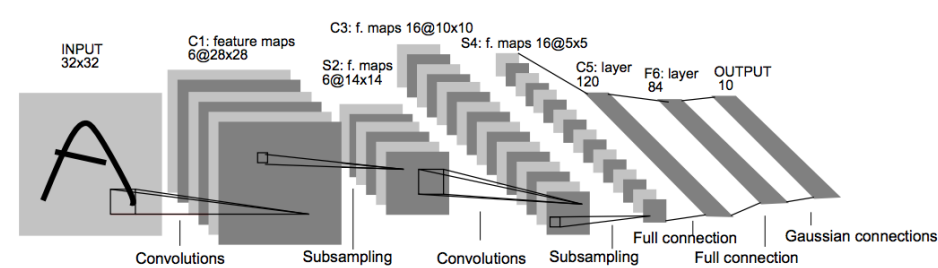 INPUT
32x32
C1: feature maps
6@28x28
S2: f. maps
6@14x14
C3: f. maps 16@10x10
S4: f. maps 16@5x5
C5: layer
120
F6: layer
84
OUTPUT
10
Convolutions
Subsampling
Convolutions
Subsampling
Full connection
Full connection
Gaussian connections